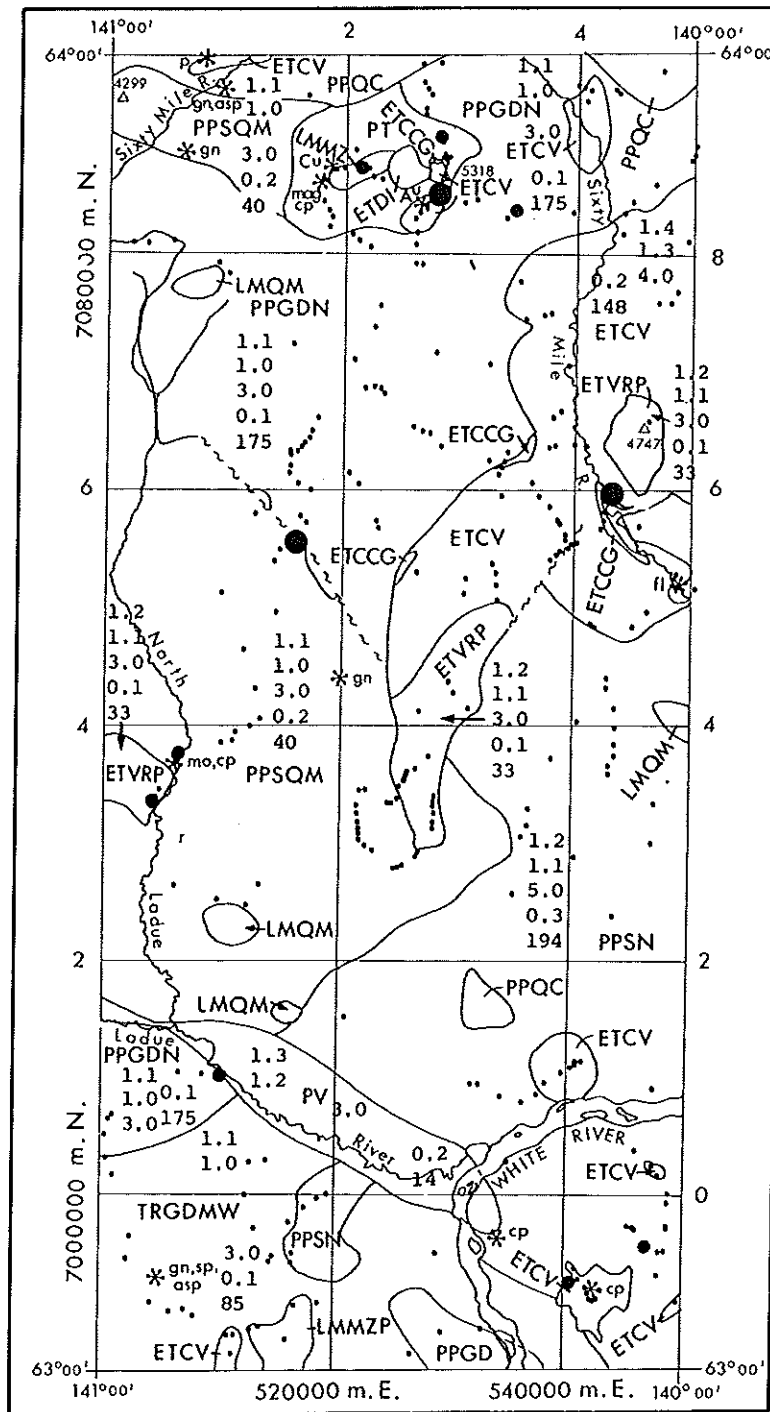 141°00' 2 4 140°00'
64°00' 64°00'
p
ETCV
PPQC
1.1
1.0
3.0
ETCV
0.1
175
4299
gn,asp
1.1
1.0
Sixty Mile R.
PPSQM
gn
3.0
0.2
40
ETCCG
PT
PPGDN
PPQC
LMMZ
Cu
mag
cp
ETDI
Au
5318
ETCV
Sixty
Mile
R.
7080000 m. N.
8
LMQM
PPGDN
1.1
1.0
3.0
0.1
175
1.4
1.3
4.0
0.2
148
ETCV
ETVRP
4747
1.2
1.1
3.0
0.1
33
ETCCG
6 6
ETCCG
ETCV
ETCCG
fl
1.2
1.1
3.0
0.1
33
North
1.1
1.0
3.0
0.2
40
gn
ETVRP
1.2
1.1
3.0
0.1
33
4 4
LMQM
ETVRP
mo,cp
PPSQM
r
Ladue
1.2
1.1
5.0
0.3
194
PPSN
LMQM
2 2
LMQM
PPQC
ETCV
Ladue
PPGDN
1.1
1.0
3.0
0.1
175
1.3
1.2
PV
3.0
0.2
14
River
WHITE
RIVER
1.1
1.0
ETCV
7000000 m. N.
0
TRGDMW
PPSN
gn,sp,
asp
3.0
0.1
85
cp
ETCV
cp
ETCV
LMMZP
ETCV
PPGD
63°00' 63°00'
141°00' 520000 m.E. 540000 m.E. 140°00'